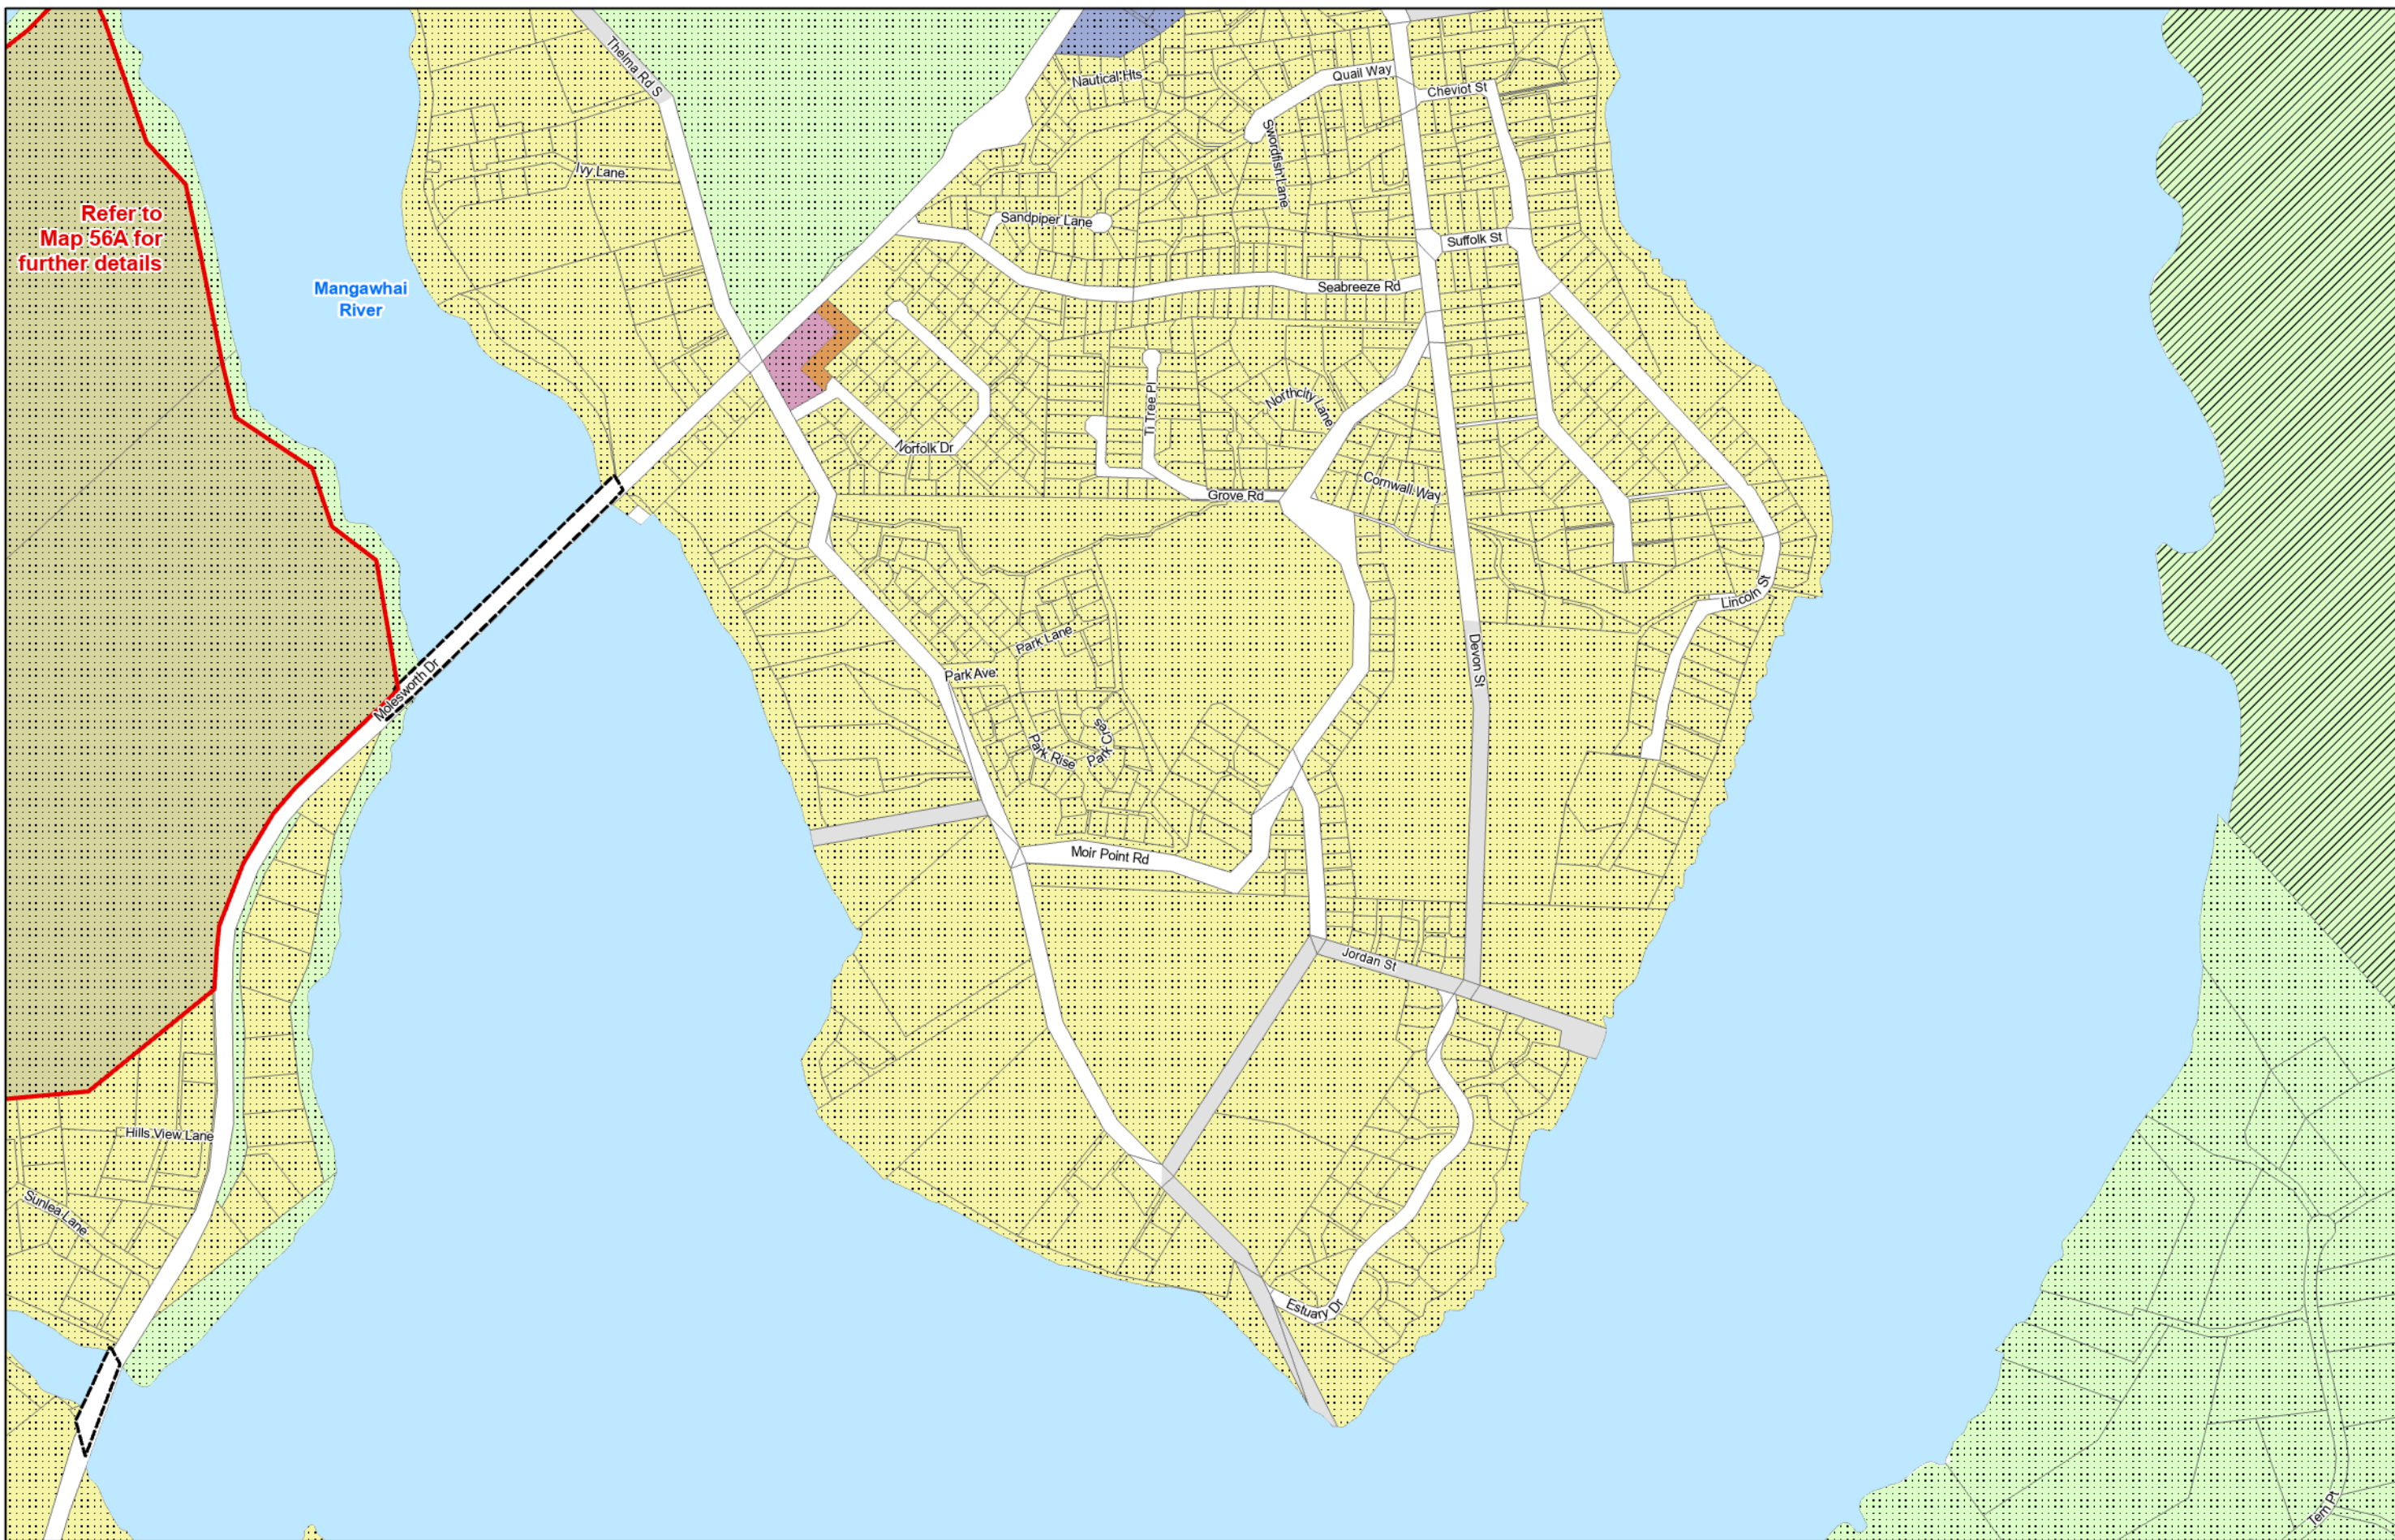 Thelma Rd S
Nautical Hts
Quail Way
Cheviot St
Swordfish Lane
Ivy Lane
Refer to
Map 56A for
further details
Sandpiper Lane
Suffolk St
Mangawhai
River
Seabreeze Rd
Ti Tree Pl
Northcity Lane
Norfolk Dr
Cornwall Way
Grove Rd
Lincoln St
Park Lane
Devon St
Park Ave
Molesworth Dr
Park Rise
Park Cres
Moir Point Rd
Jordan St
Hills View Lane
Sunlea Lane
Estuary Dr
Tern Pt